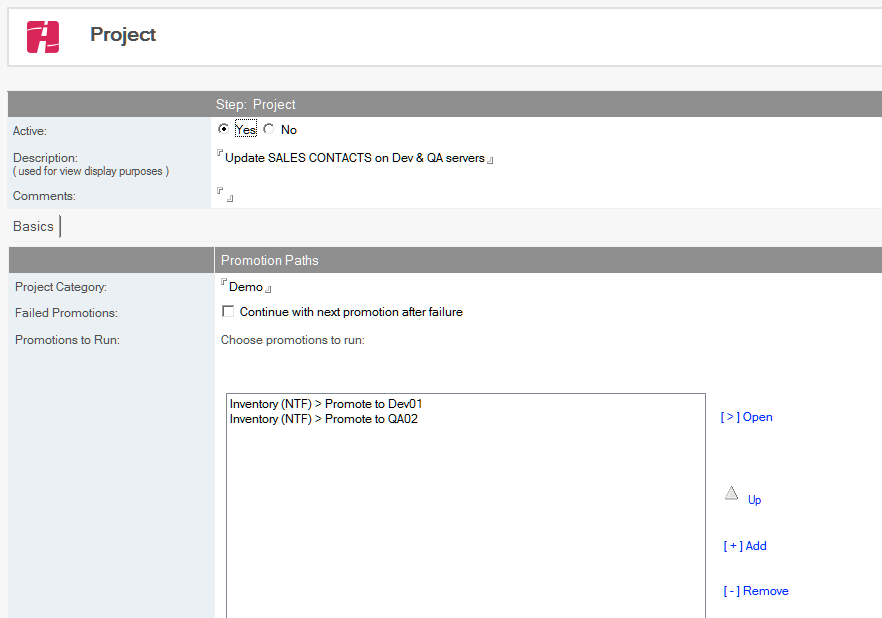 Project
Step: Project
Active:
Yes No
Description:
( used for view display purposes )
Update SALES CONTACTS on Dev & QA servers
Comments:
Basics
Promotion Paths
Project Category:
Demo
Failed Promotions:
Continue with next promotion after failure
Promotions to Run:
Choose promotions to run:
Inventory (NTF) > Promote to Dev01
Inventory (NTF) > Promote to QA02
[ > ] Open
Up
[ + ] Add
[ - ] Remove